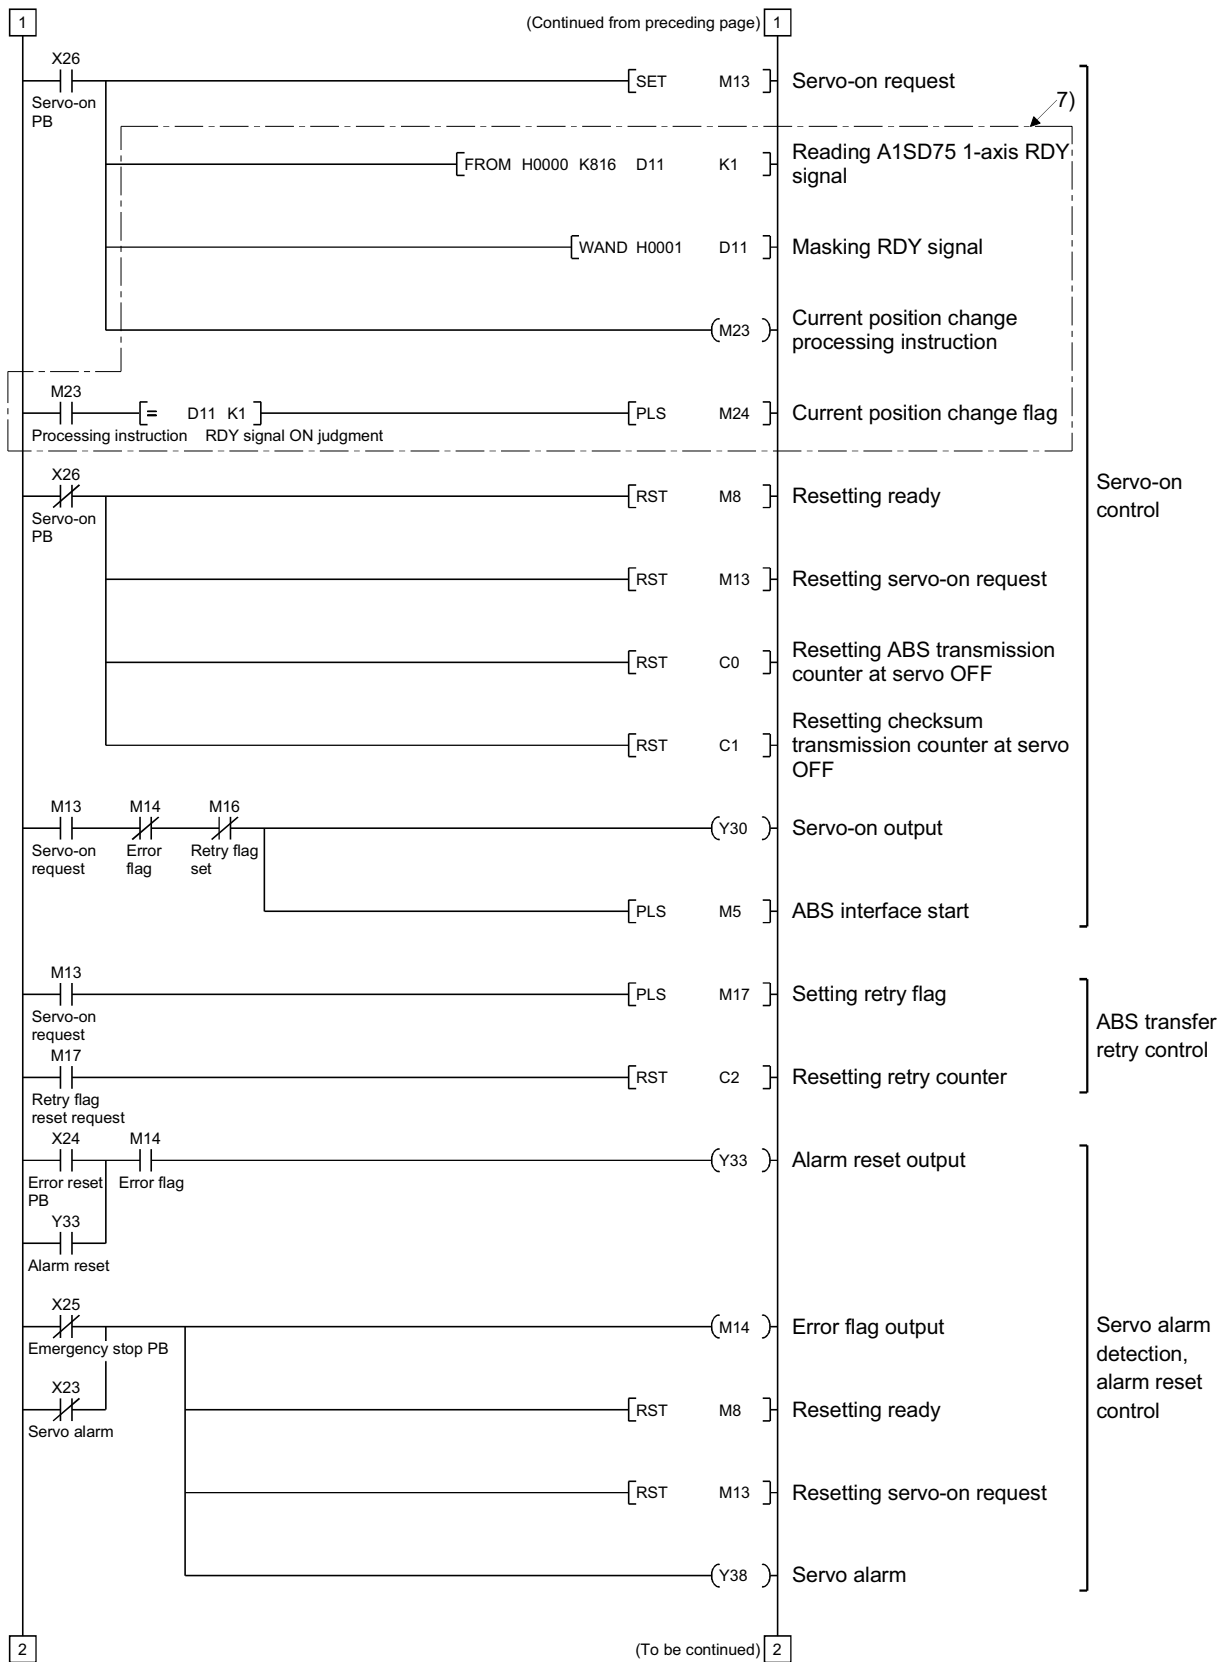 1 (Continued from preceding page) 1
X26
SET M13 Servo-on request
Servo-on
PB
7)
FROM H0000 K816 D11 K1 Reading A1SD75 1-axis RDY
signal
WAND H0001 D11 Masking RDY signal
M23 Current position change
processing instruction
M23
= D11 K1 PLS M24 Current position change flag
Processing instruction RDY signal ON judgment
X26
RST M8 Resetting ready
Servo-on
PB
Servo-on
control
RST M13 Resetting servo-on request
RST C0 Resetting ABS transmission
counter at servo OFF
RST C1 Resetting checksum
transmission counter at servo
OFF
M13 M14 M16
Y30 Servo-on output
Servo-on
request
Error
flag
Retry flag
set
PLS M5 ABS interface start
M13
PLS M17 Setting retry flag
Servo-on
request
ABS transfer
retry control
M17
RST C2 Resetting retry counter
Retry flag
reset request
X24 M14
Y33 Alarm reset output
Error reset
PB
Error flag
Y33
Alarm reset
X25
M14 Error flag output
Emergency stop PB
Servo alarm
detection,
alarm reset
control
X23
RST M8 Resetting ready
Servo alarm
RST M13 Resetting servo-on request
Y38 Servo alarm
2 (To be continued) 2